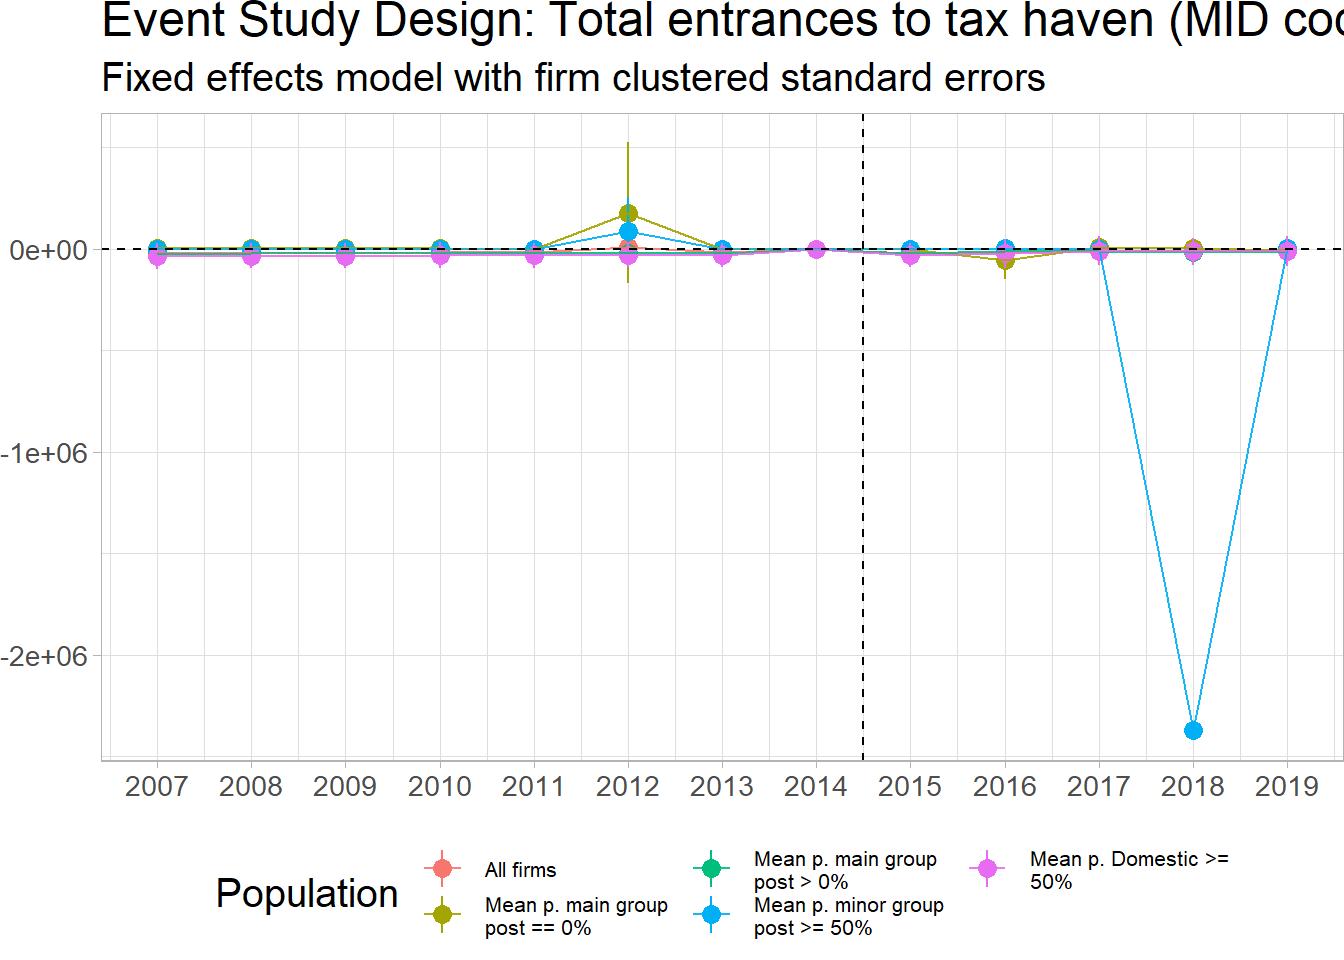 Event Study Design: Total entrances to tax haven (MID
Fixed effects model with firm clustered standard errors
0e+00
-1e+06
-2e+06
2007 2008 2009 2010 2011 2012 2013 2014 2015 2016 2017 2018 2019
Population
All firms
Mean p. main group
post == 0%
Mean p. main group
post > 0%
Mean p. minor group
post >= 50%
Mean p. Domestic >=
50%